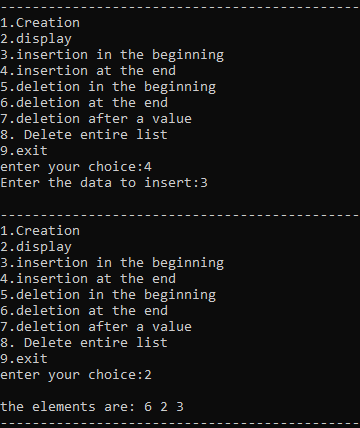 ---------------------------------------------
1.Creation
2.display
3.insertion in the beginning
4.insertion at the end
5.deletion in the beginning
6.deletion at the end
7.deletion after a value
8. Delete entire list
9.exit
enter your choice:4
Enter the data to insert:3
---------------------------------------------
1.Creation
2.display
3.insertion in the beginning
4.insertion at the end
5.deletion in the beginning
6.deletion at the end
7.deletion after a value
8. Delete entire list
9.exit
enter your choice:2
the elements are: 6 2 3
---------------------------------------------